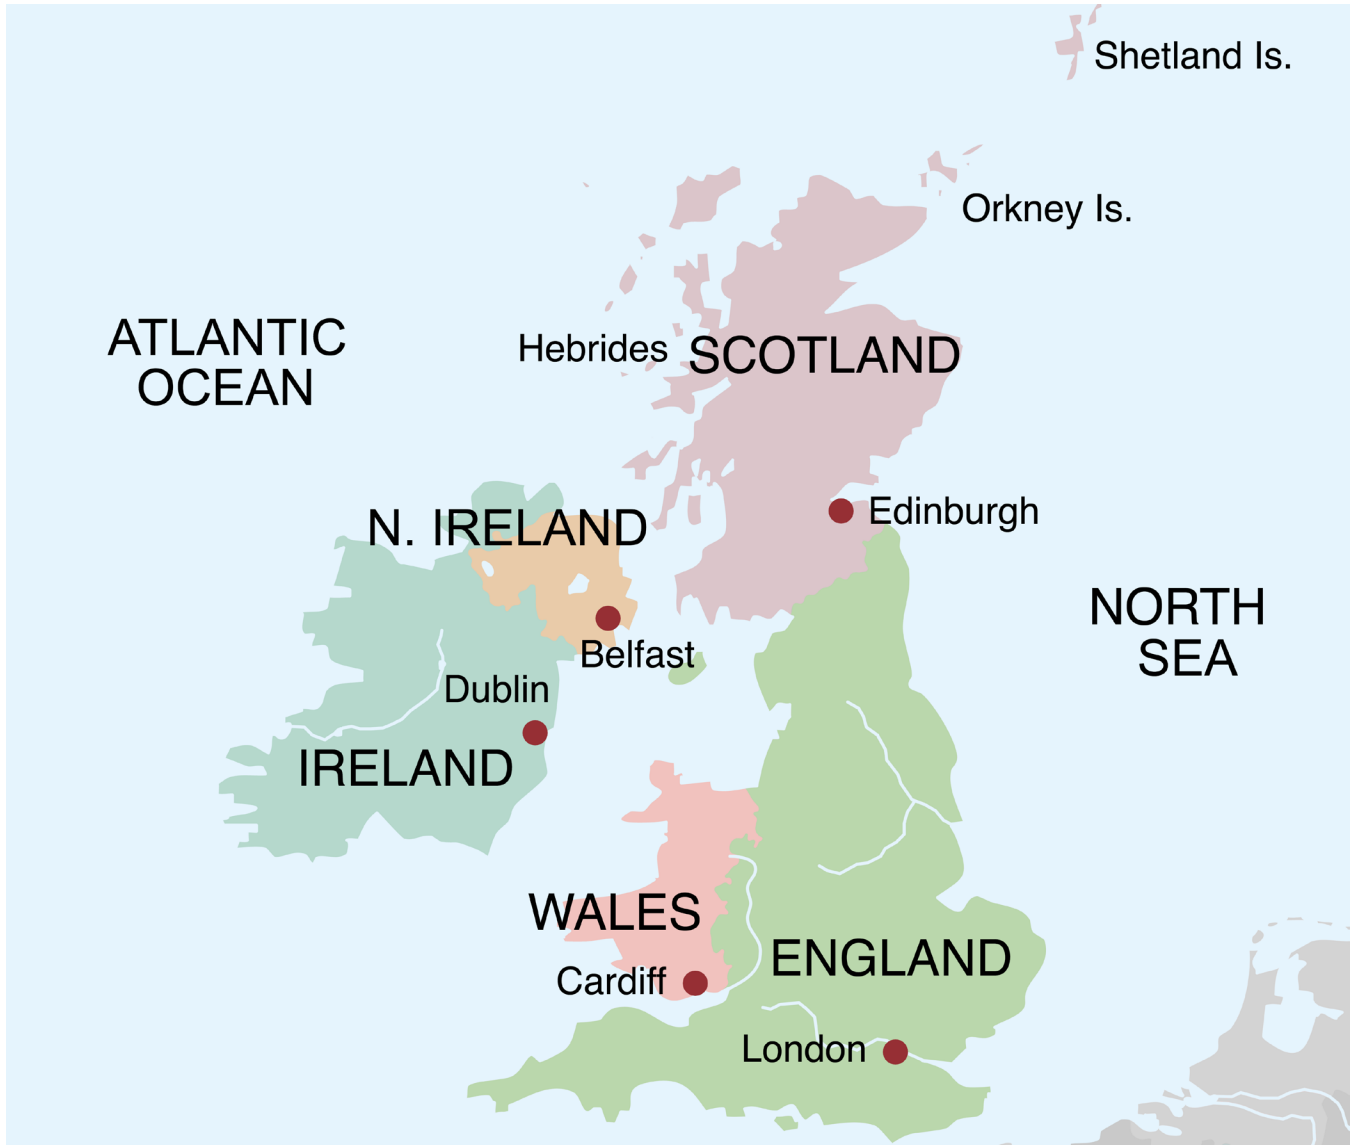 Shetland Is.
Orkney Is.
ATLANTIC
OCEAN
Hebrides
SCOTLAND
N. IRELAND
Edinburgh
NORTH
SEA
Belfast
Dublin
IRELAND
WALES
ENGLAND
Cardiff
London